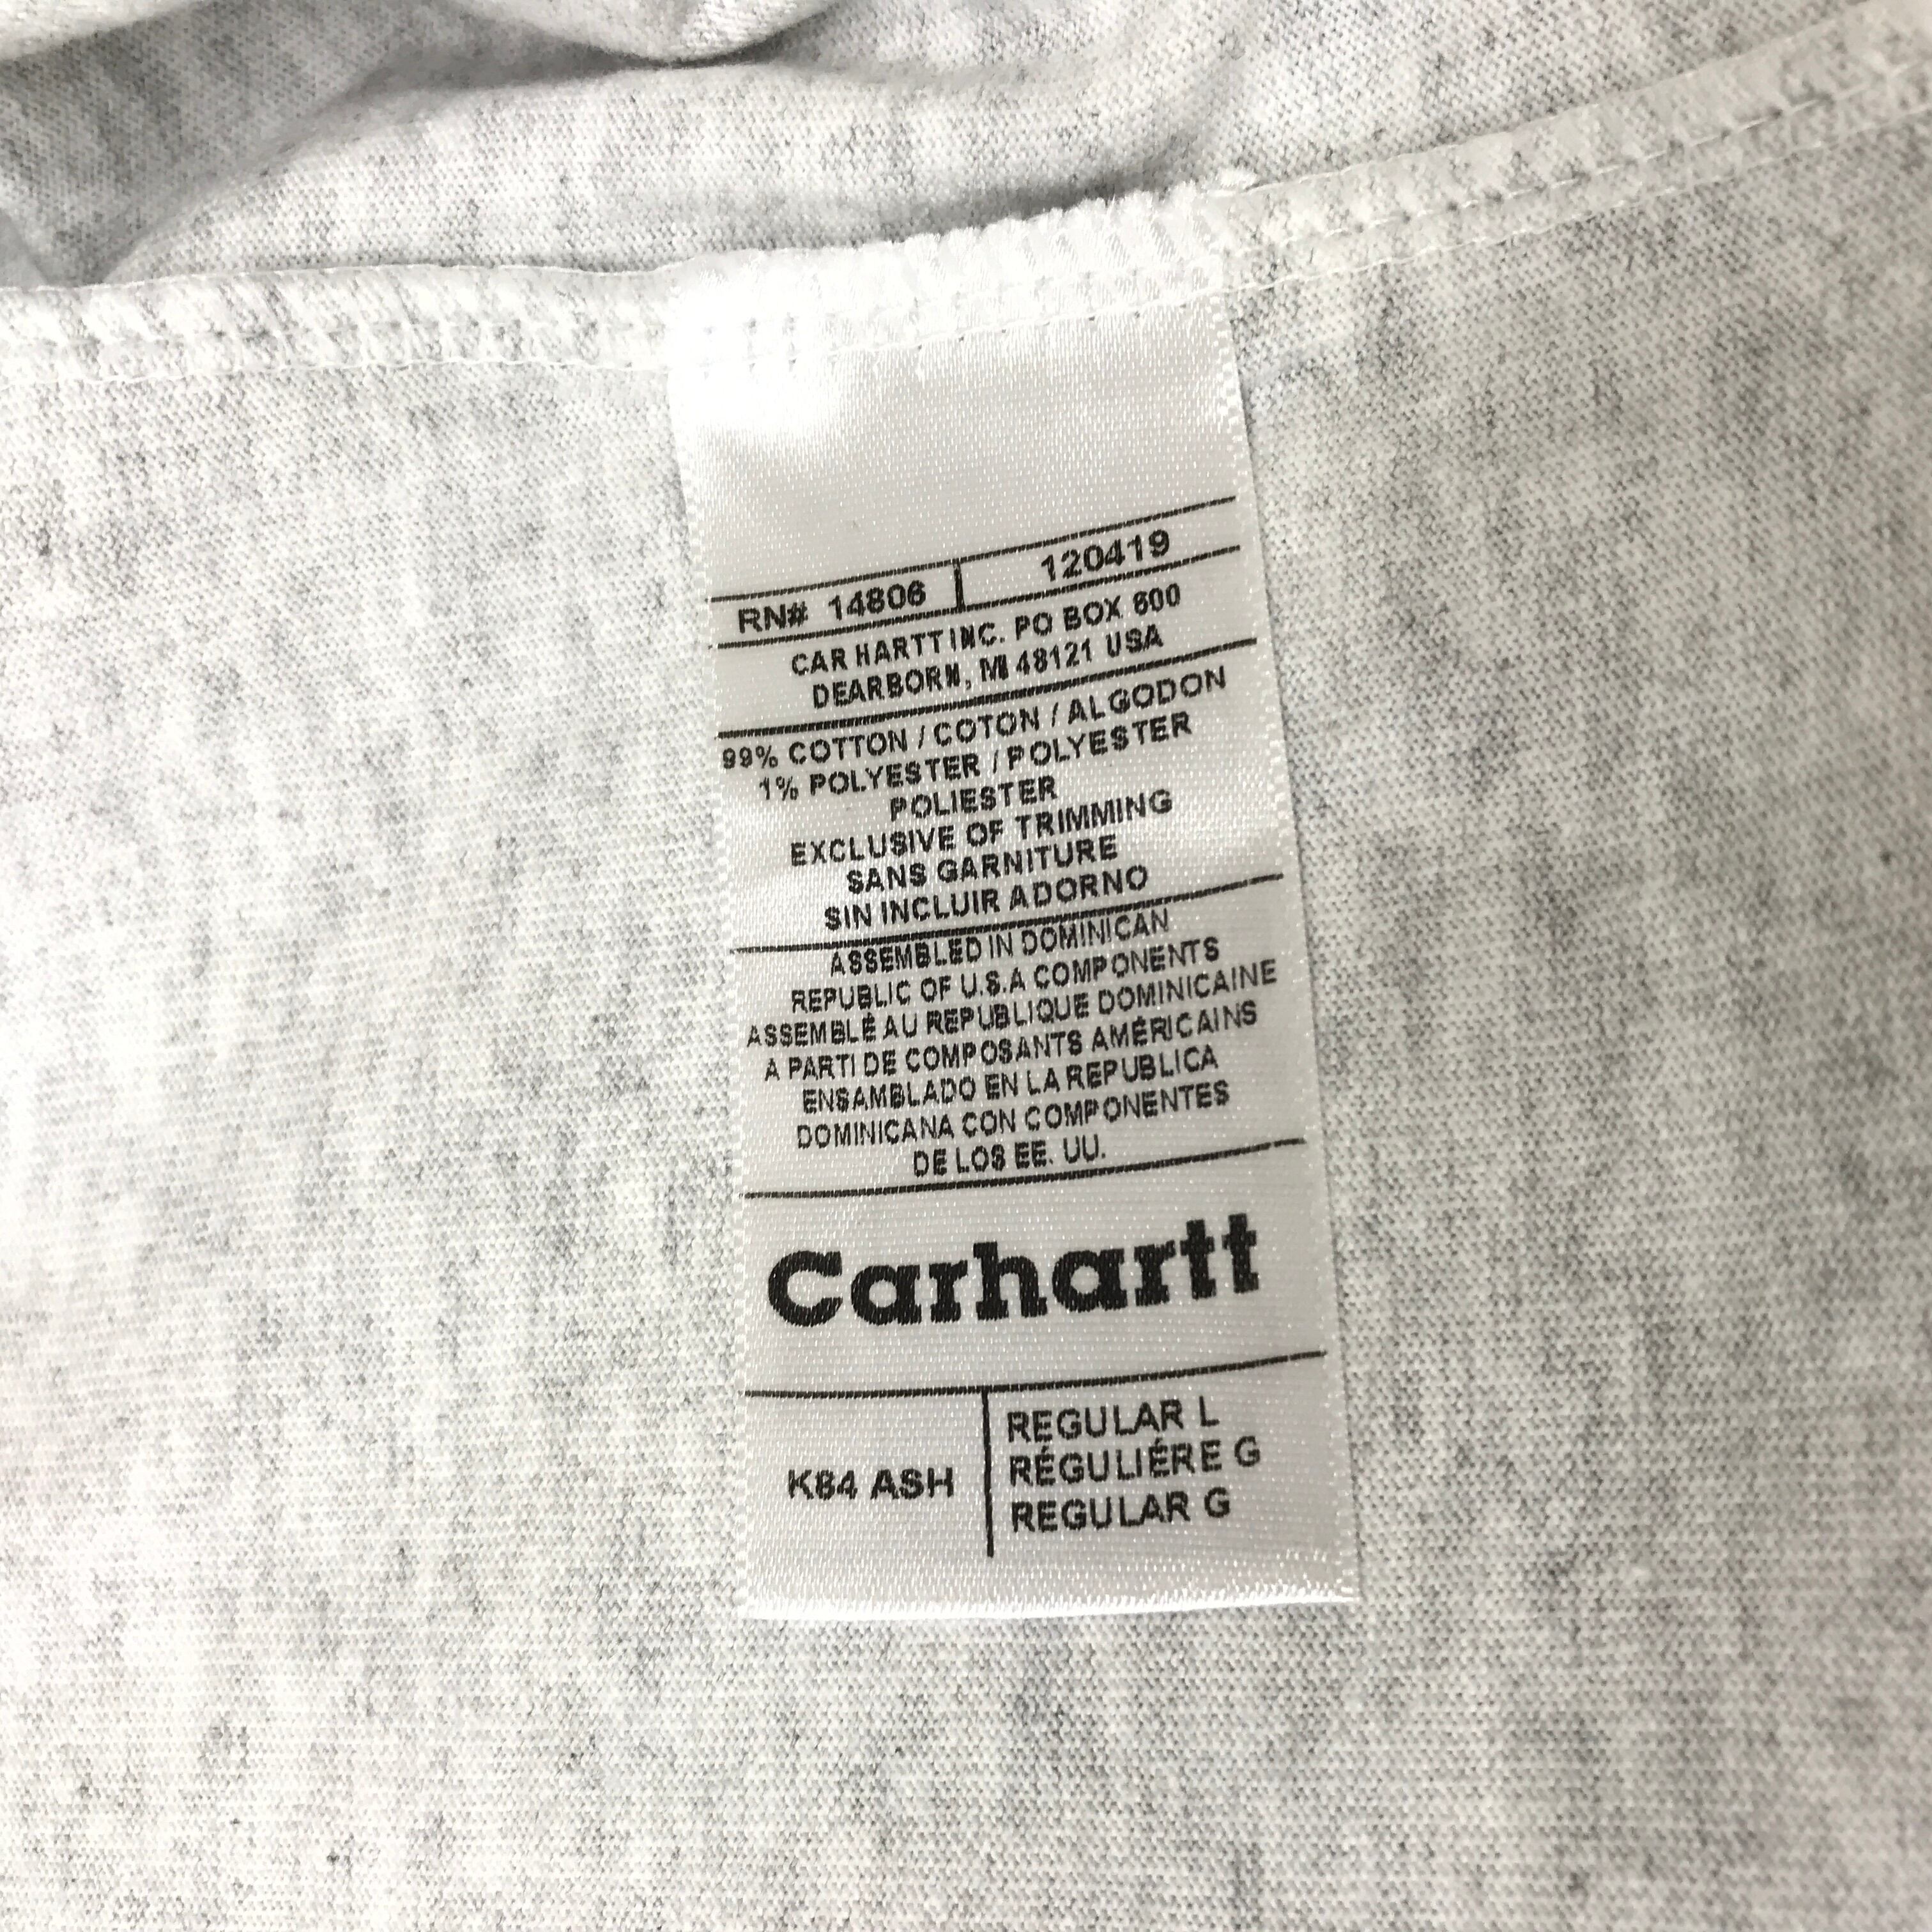 RN# 14806 120419
CARHARTT INC. PO BOX 600
DEARBORN, MI 48121 USA
99% COTTON / COTON / ALGODON
1% POLYESTER / POLYESTER
POLIESTER
EXCLUSIVE OF TRIMMING
SANS GARNITURE
SIN INCLUIR ADORNO
ASSEMBLED IN DOMINICAN
REPUBLIC OF U.S.A COMPONENTS
ASSEMBLÉ AU REPUBLIQUE DOMINICAINE
A PARTI DE COMPOSANTS AMÉRICAINS
ENSAMBLADO EN LA REPUBLICA
DOMINICANA CON COMPONENTES
DE LOS EE. UU.
Carhartt
K84 ASH
REGULAR L
RÉGULIÉRE G
REGULAR G